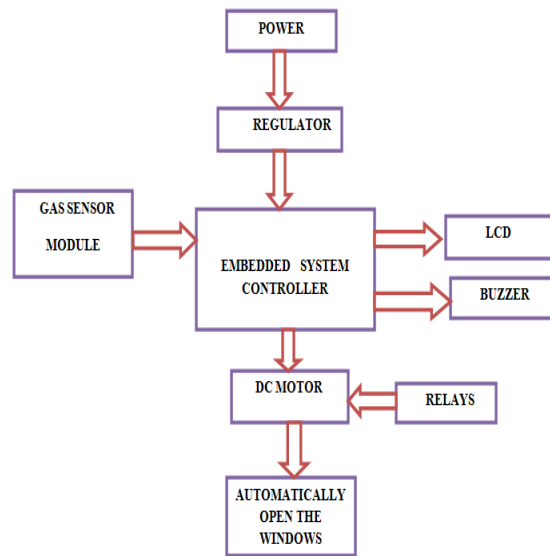 POWER
REGULATOR
GAS SENSOR
MODULE
EMBEDDED SYSTEM
CONTROLLER
LCD
BUZZER
DC MOTOR
RELAYS
AUTOMATICALLY
OPEN THE
WINDOWS